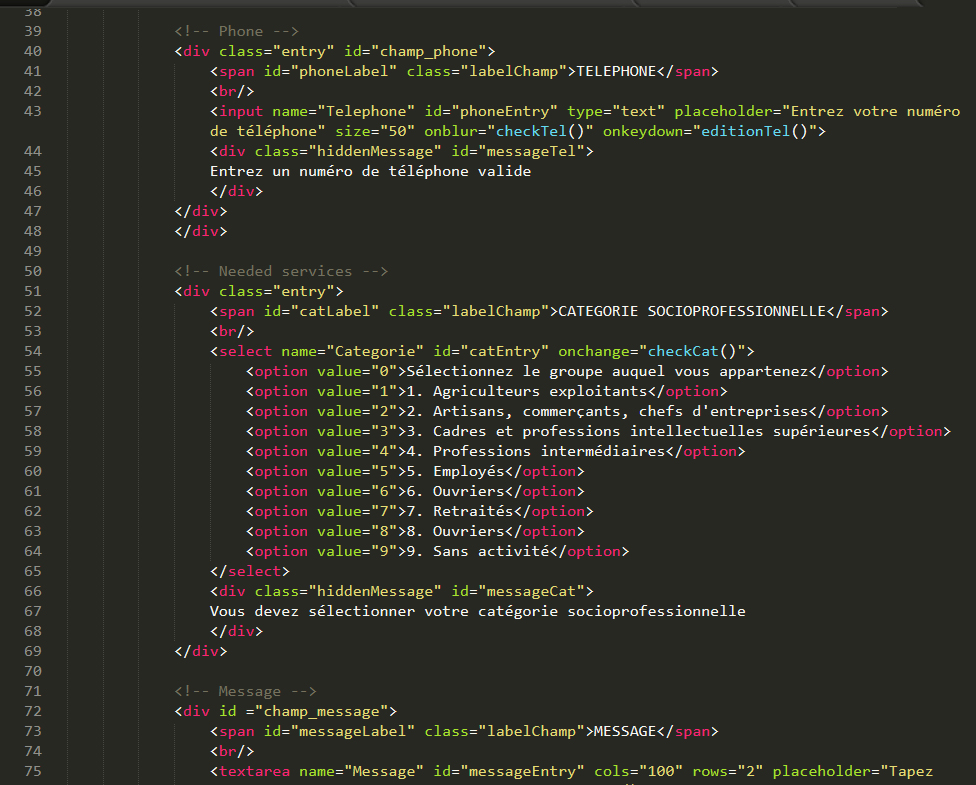 38
39 <!-- Phone -->
40 <div class="entry" id="champ_phone">
41 <span id="phoneLabel" class="labelChamp">TELEPHONE</span>
42 <br/>
43 <input name="Telephone" id="phoneEntry" type="text" placeholder="Entrez votre numéro
de téléphone" size="50" onblur="checkTel()" onkeydown="editionTel()">
44 <div class="hiddenMessage" id="messageTel">
45 Entrez un numéro de téléphone valide
46 </div>
47 </div>
48 </div>
49
50 <!-- Needed services -->
51 <div class="entry">
52 <span id="catLabel" class="labelChamp">CATEGORIE SOCIOPROFESSIONNELLE</span>
53 <br/>
54 <select name="Categorie" id="catEntry" onchange="checkCat()">
55 <option value="0">Sélectionnez le groupe auquel vous appartenez</option>
56 <option value="1">1. Agriculteurs exploitants</option>
57 <option value="2">2. Artisans, commerçants, chefs d'entreprises</option>
58 <option value="3">3. Cadres et professions intellectuelles supérieures</option>
59 <option value="4">4. Professions intermédiaires</option>
60 <option value="5">5. Employés</option>
61 <option value="6">6. Ouvriers</option>
62 <option value="7">7. Retraités</option>
63 <option value="8">8. Ouvriers</option>
64 <option value="9">9. Sans activité</option>
65 </select>
66 <div class="hiddenMessage" id="messageCat">
67 Vous devez sélectionner votre catégorie socioprofessionnelle
68 </div>
69 </div>
70
71 <!-- Message -->
72 <div id ="champ_message">
73 <span id="messageLabel" class="labelChamp">MESSAGE</span>
74 <br/>
75 <textarea name="Message" id="messageEntry" cols="100" rows="2" placeholder="Tapez